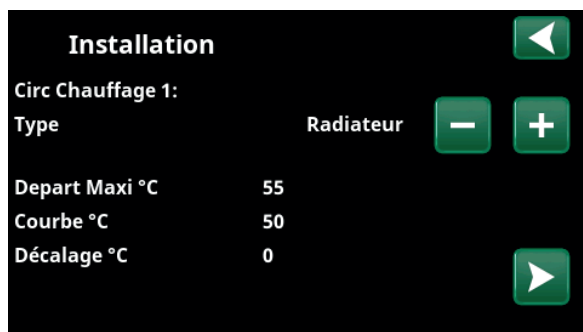 Installation
Circ Chauffage 1:
Type Radiateur
Depart Maxi °C 55
Courbe °C 50
Décalage °C 0